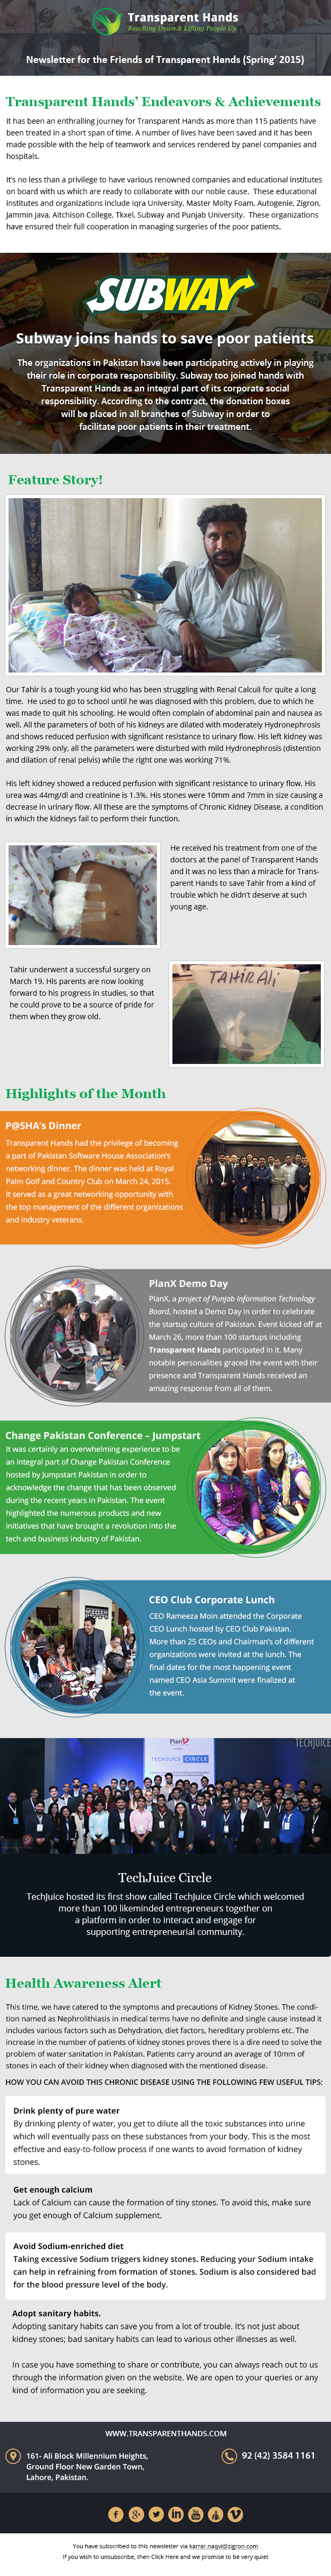 Transparent Hands
Reaching Down & Lifting People Up
Newsletter for the Friends of Transparent Hands (Spring' 2015)
Transparent Hands' Endeavors & Achievements
It has been an enthralling journey for Transparent Hands as more than 115 patients have
been treated in a short span of time. A number of lives have been saved and it has been
made possible with the help of teamwork and services rendered by panel companies and
hospitals.
It's no less than a privilege to have various renowned companies and educational institutes
on board with us which are ready to collaborate with our noble cause. These educational
institutes and organizations include Iqra University, Master Molty Foam, Autogenie, Zigron,
Jammin Java, Aitchison College, Tkxel, Subway and Punjab University. These organizations
have ensured their full cooperation in managing surgeries of the poor patients.
SUBWAY
Subway joins hands to save poor patients
The organizations in Pakistan have been participating actively in playing
their role in corporate responsibility. Subway too joined hands with
Transparent Hands as an integral part of its corporate social
responsibility. According to the contract, the donation boxes
will be placed in all branches of Subway in order to
facilitate poor patients in their treatment.
Feature Story!
Our Tahir is a tough young kid who has been struggling with Renal Calculi for quite a long
time. He used to go to school until he was diagnosed with this problem, due to which he
was made to quit his schooling. He would often complain of abdominal pain and nausea as
well. All the parameters of both of his kidneys are dilated with moderately Hydronephrosis
and shows reduced perfusion with significant resistance to urinary flow. His left kidney was
working 29% only, all the parameters were disturbed with mild Hydronephrosis (distention
and dilation of renal pelvis) while the right one was working 71%.
His left kidney showed a reduced perfusion with significant resistance to urinary flow. His
urea was 44mg/dl and creatinine is 1.3%. His stones were 10mm and 7mm in size causing a
decrease in urinary flow. All these are the symptoms of Chronic Kidney Disease, a condition
in which the kidneys fail to perform their function.
He received his treatment from one of the
doctors at the panel of Transparent Hands
and it was no less than a miracle for Trans-
parent Hands to save Tahir from a kind of
trouble which he didn't deserve at such
young age.
Tahir underwent a successful surgery on
March 19. His parents are now looking
forward to his progress in studies, so that
he could prove to be a source of pride for
them when they grow old.
TAHIR Ali
Highlights of the Month
P@SHA's Dinner
Transparent Hands had the privilege of becoming
a part of Pakistan Software House Association's
networking dinner. The dinner was held at Royal
Palm Golf and Country Club on March 24, 2015.
It served as a great networking opportunity with
the top management of the different organizations
and industry veterans.
PlanX Demo Day
PlanX, a project of Punjab Information Technology
Board, hosted a Demo Day in order to celebrate
the startup culture of Pakistan. Event kicked off at
March 26, more than 100 startups including
Transparent Hands participated in it. Many
notable personalities graced the event with their
presence and Transparent Hands received an
amazing response from all of them.
Change Pakistan Conference – Jumpstart
It was certainly an overwhelming experience to be
an integral part of Change Pakistan Conference
hosted by Jumpstart Pakistan in order to
acknowledge the change that has been observed
during the recent years in Pakistan. The event
highlighted the numerous products and new
initiatives that have brought a revolution into the
tech and business industry of Pakistan.
CEO Club Corporate Lunch
CEO Rameeza Moin attended the Corporate
CEO Lunch hosted by CEO Club Pakistan.
More than 25 CEOs and Chairman's of different
organizations were invited at the lunch. The
final dates for the most happening event
named CEO Asia Summit were finalized at
the event.
TECHJUICE
Plan9
TECHJUICE CIRCLE
TechJuice Circle
TechJuice hosted its first show called TechJuice Circle which welcomed
more than 100 likeminded entrepreneurs together on
a platform in order to interact and engage for
supporting entrepreneurial community.
Health Awareness Alert
This time, we have catered to the symptoms and precautions of Kidney Stones. The condi-
tion named as Nephrolithiasis in medical terms have no definite and single cause instead it
includes various factors such as Dehydration, diet factors, hereditary problems etc. The
increase in the number of patients of kidney stones proves there is a dire need to solve the
problem of water sanitation in Pakistan. Patients carry around an average of 10mm of
stones in each of their kidney when diagnosed with the mentioned disease.
HOW YOU CAN AVOID THIS CHRONIC DISEASE USING THE FOLLOWING FEW USEFUL TIPS:
Drink plenty of pure water
By drinking plenty of water, you get to dilute all the toxic substances into urine
which will eventually pass on these substances from your body. This is the most
effective and easy-to-follow process if one wants to avoid formation of kidney
stones.
Get enough calcium
Lack of Calcium can cause the formation of tiny stones. To avoid this, make sure
you get enough of Calcium supplement.
Avoid Sodium-enriched diet
Taking excessive Sodium triggers kidney stones. Reducing your Sodium intake
can help in refraining from formation of stones. Sodium is also considered bad
for the blood pressure level of the body.
Adopt sanitary habits.
Adopting sanitary habits can save you from a lot of trouble. It's not just about
kidney stones; bad sanitary habits can lead to various other illnesses as well.
In case you have something to share or contribute, you can always reach out to us
through the information given on the website. We are open to your queries or any
kind of information you are seeking.
WWW.TRANSPARENTHANDS.COM
161- Ali Block Millennium Heights,
Ground Floor New Garden Town,
Lahore, Pakistan.
92 (42) 3584 1161
You have subscribed to this newsletter via karrar.naqvi@zigron.com
If you wish to unsubscribe, then Click Here and we promise to be very quiet